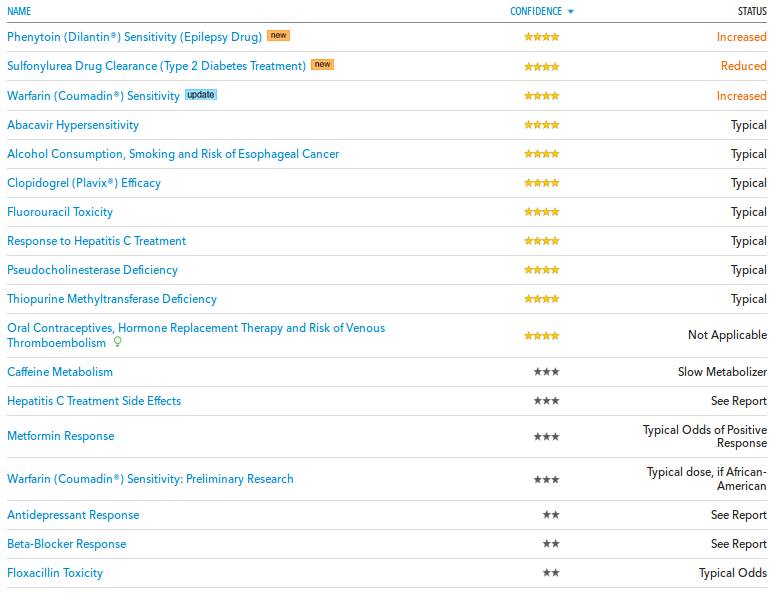 NAME CONFIDENCE STATUS
Phenytoin (Dilantin®) Sensitivity (Epilepsy Drug) new Increased
Sulfonylurea Drug Clearance (Type 2 Diabetes Treatment) new Reduced
Warfarin (Coumadin®) Sensitivity update Increased
Abacavir Hypersensitivity Typical
Alcohol Consumption, Smoking and Risk of Esophageal Cancer Typical
Clopidogrel (Plavix®) Efficacy Typical
Fluorouracil Toxicity Typical
Response to Hepatitis C Treatment Typical
Pseudocholinesterase Deficiency Typical
Thiopurine Methyltransferase Deficiency Typical
Oral Contraceptives, Hormone Replacement Therapy and Risk of Venous
Thromboembolism Not Applicable
Caffeine Metabolism Slow Metabolizer
Hepatitis C Treatment Side Effects See Report
Metformin Response Typical Odds of Positive
Response
Warfarin (Coumadin®) Sensitivity: Preliminary Research Typical dose, if African-
American
Antidepressant Response See Report
Beta-Blocker Response See Report
Floxacillin Toxicity Typical Odds